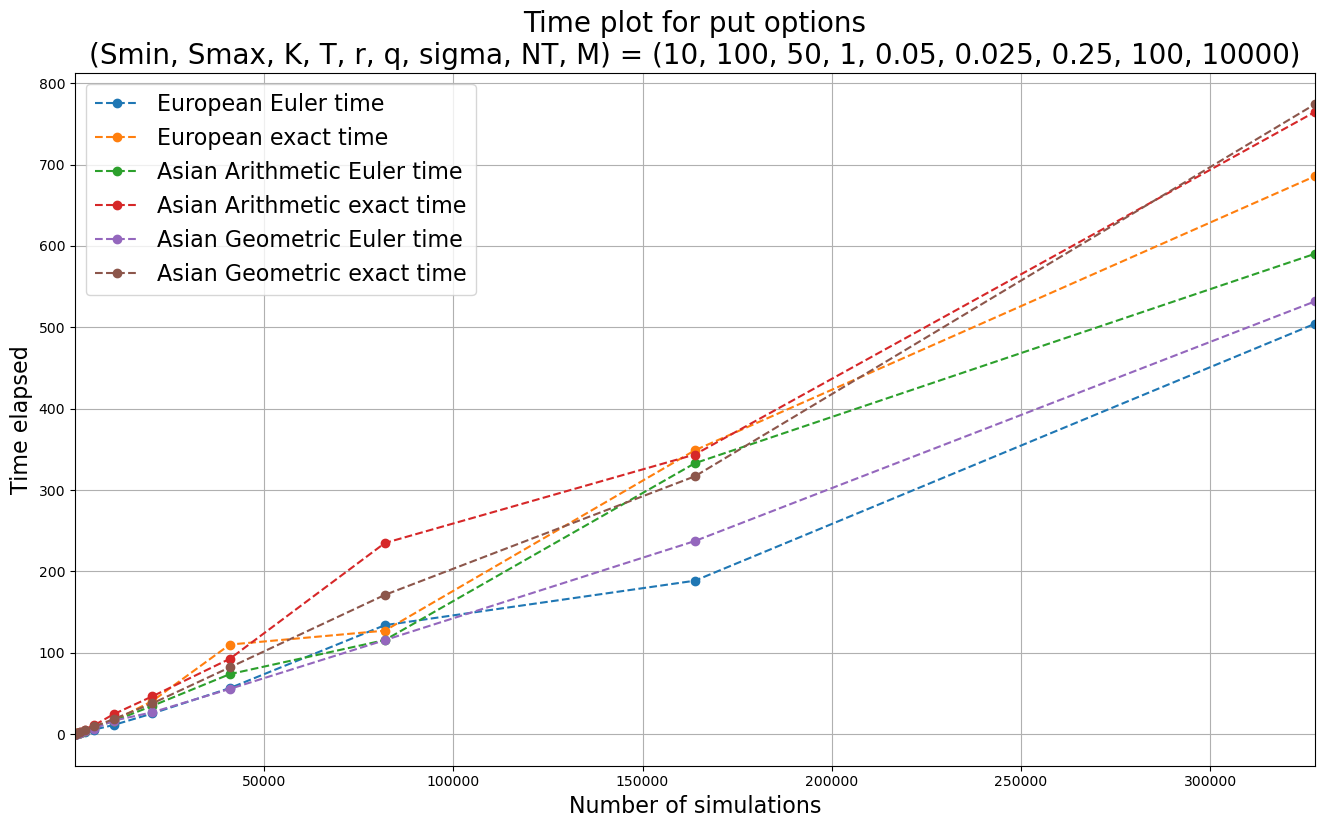 Time plot for put options
(Smin, Smax, K, T, r, q, sigma, NT, M) = (10, 100, 50, 1, 0.05, 0.025, 0.25, 100, 10000)
European Euler time
European exact time
Asian Arithmetic Euler time
Asian Arithmetic exact time
Asian Geometric Euler time
Asian Geometric exact time
Time elapsed
800
700
600
500
400
300
200
100
0
50000
100000
150000
200000
250000
300000
Number of simulations